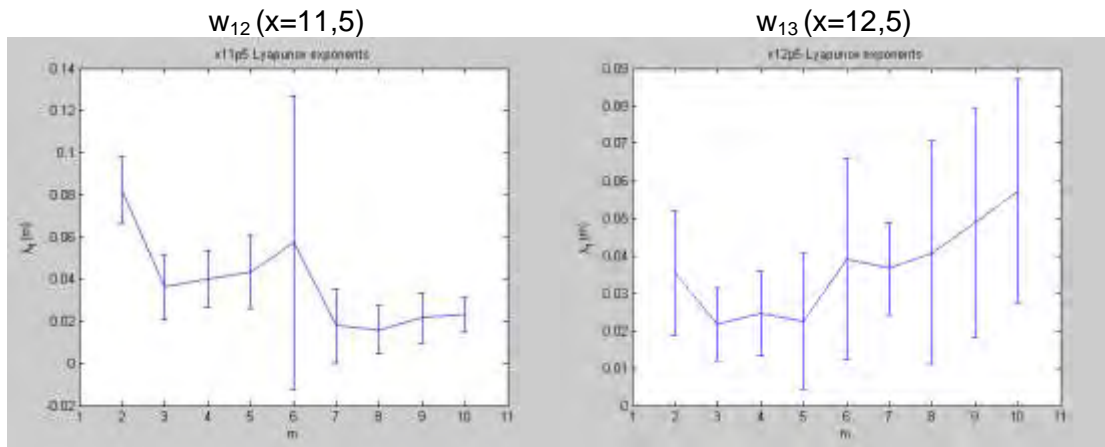 w₁₂ (x=11,5)
w₁₃ (x=12,5)
x11p5 Lyapunov exponents
0.14
0.12
0.1
0.08
0.06
0.04
0.02
0
-0.02
λ₁ (m)
1 2 3 4 5 6 7 8 9 10 11
m
x12p5 Lyapunov exponents
0.09
0.08
0.07
0.06
0.05
0.04
0.03
0.02
0.01
0
λ₁ (m)
1 2 3 4 5 6 7 8 9 10 11
m